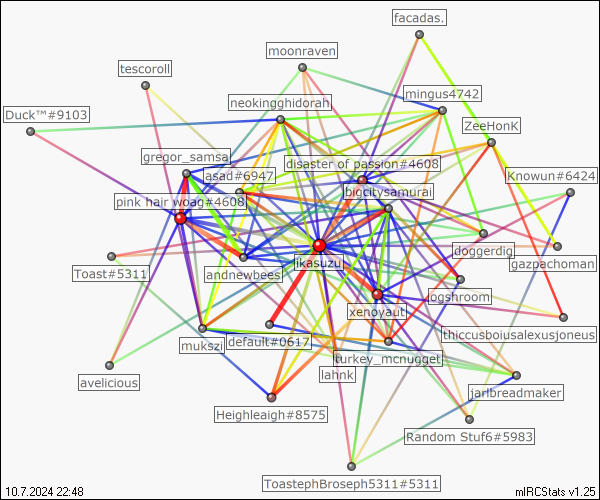 facadas.
moonraven
tescoroll
mingus4742
neokingghidorah
Duck™#9103
ZeeHonK
gregor_samsa
disaster of passion#4608
asad#6947
Knowun#6424
bigcitysamurai
pink hair woag#4608
doggerdig
jkasuzu
gazpachoman
andnewbees
Toast#5311
ogshroom
xenoyaut
thiccusboiusalexusjoneus
default#0617
mukszi
turkey_mcnugget
lahnk
avelicious
jarlbreadmaker
Heighleaigh#8575
Random Stuf6#5983
ToastephBroseph5311#5311
10.7.2024 22:48
mIRCStats v1.25